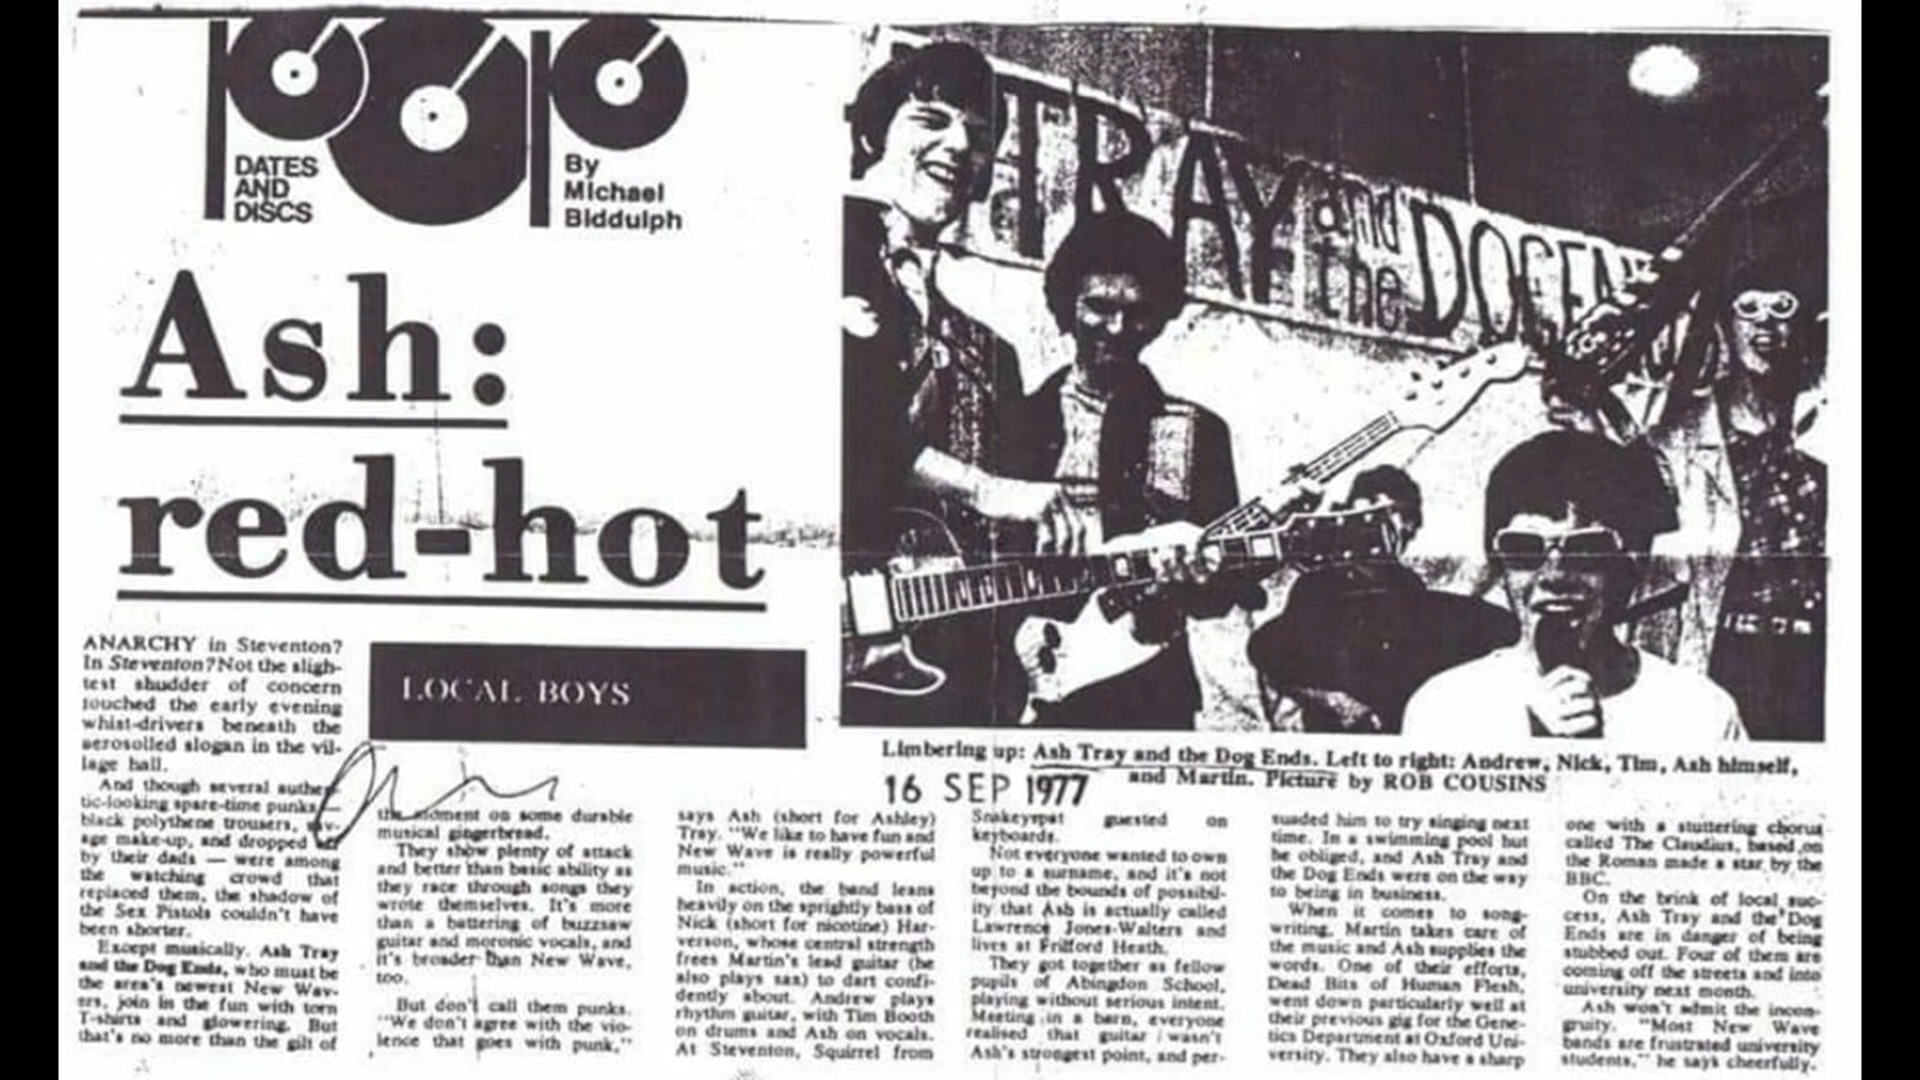 DATES
AND
DISCS
By
Michael
Biddulph
Ash:
red-hot
TRAY and the DOG EN
LOCAL BOYS
Limbering up: Ash Tray and the Dog Ends. Left to right: Andrew, Nick, Tim, Ash himself,
and Martin. Picture by ROB COUSINS
16 SEP 1977
ANARCHY in Steventon?
In Steventon? Not the sligh-
test shudder of concern
touched the early evening
whist-drivers beneath the
aerosolled slogan in the vil-
lage hall.
And though several authen-
tic-looking spare-time punks —
black polythene trousers, sav-
age make-up, and dropped off
by their dads — were among
the watching crowd that
replaced them, the shadow of
the Sex Pistols couldn't have
been shorter.
Except musically. Ash Tray
and the Dog Ends, who must be
the area's newest New Wav-
ers, join in the fun with torn
T-shirts and glowering. But
that's no more than the gilt of
the moment on some durable
musical gingerbread.
They show plenty of attack
and better than basic ability as
they race through songs they
wrote themselves. It's more
than a battering of buzzsaw
guitar and moronic vocals, and
it's broader than New Wave,
too.
But don't call them punks.
"We don't agree with the vio-
lence that goes with punk,"
says Ash (short for Ashley)
Tray. "We like to have fun and
New Wave is really powerful
music."
In action, the band leans
heavily on the sprightly bass of
Nick (short for nicotine) Har-
verson, whose central strength
frees Martin's lead guitar (he
also plays sax) to dart confi-
dently about. Andrew plays
rhythm guitar, with Tim Booth
on drums and Ash on vocals.
At Steventon, Squirrel from
Snakeyrpat guested on
keyboards.
Not everyone wanted to own
up to a surname, and it's not
beyond the bounds of possibil-
ity that Ash is actually called
Lawrence Jones-Walters and
lives at Frilford Heath.
They got together as fellow
pupils of Abingdon School,
playing without serious intent.
Meeting in a barn, everyone
realised that guitar wasn't
Ash's strongest point, and per-
suaded him to try singing next
time. In a swimming pool hut
he obliged, and Ash Tray and
the Dog Ends were on the way
to being in business.
When it comes to song-
writing, Martin takes care of
the music and Ash supplies the
words. One of their efforts,
Dead Bits of Human Flesh,
went down particularly well at
their previous gig for the Gene-
tics Department at Oxford Uni-
versity. They also have a sharp
one with a stuttering chorus
called The Claudius, based on
the Roman made a star by the
BBC.
On the brink of local suc-
cess, Ash Tray and the Dog
Ends are in danger of being
stubbed out. Four of them are
coming off the streets and into
university next month.
Ash won't admit the incon-
gruity. "Most New Wave
bands are frustrated university
students," he says cheerfully.